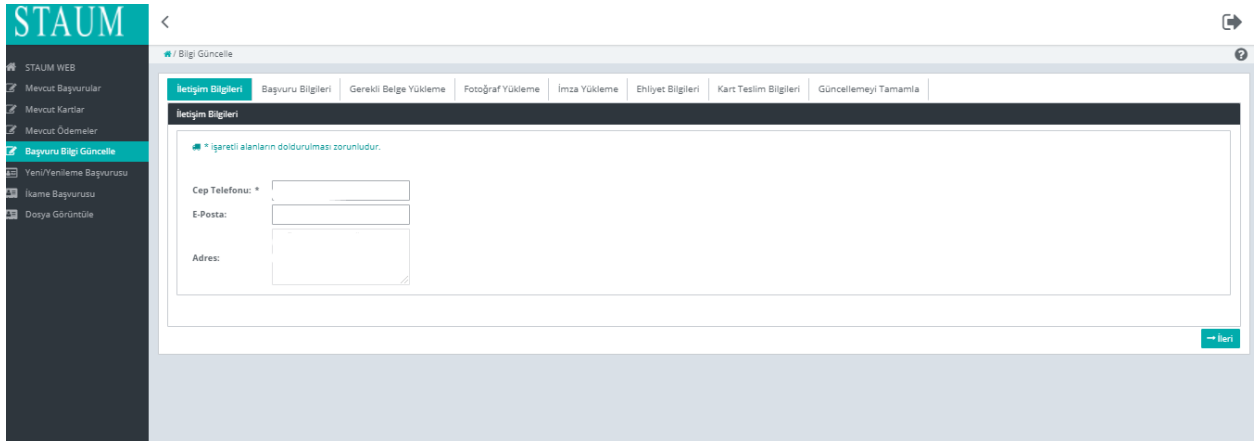 STAUM
/ Bilgi Güncelle
STAUM WEB
Mevcut Başvurular
Mevcut Kartlar
Mevcut Ödemeler
Başvuru Bilgi Güncelle
Yeni/Yenileme Başvurusu
İkame Başvurusu
Dosya Görüntüle
İletişim Bilgileri
Başvuru Bilgileri
Gerekli Belge Yükleme
Fotoğraf Yükleme
İmza Yükleme
Ehliyet Bilgileri
Kart Teslim Bilgileri
Güncellemeyi Tamamla
İletişim Bilgileri
* işaretli alanların doldurulması zorunludur.
Cep Telefonu: *
E-Posta:
Adres:
İleri